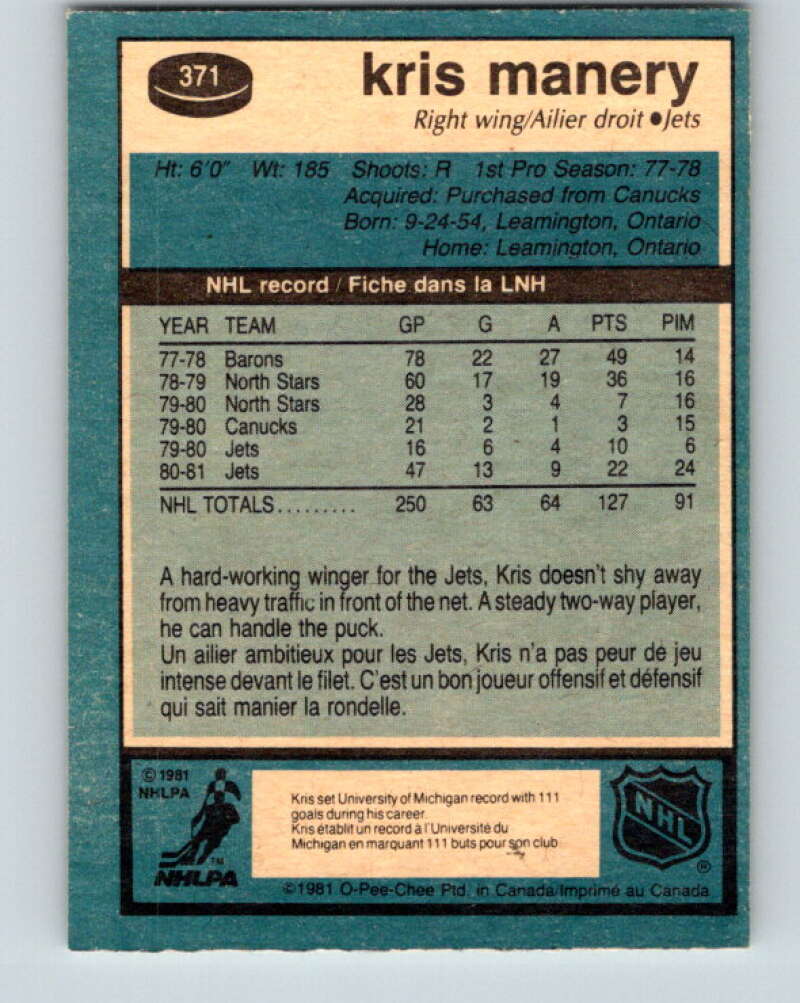 371
kris manery
Right wing/Ailier droit ●Jets
Ht: 6'0" Wt: 185 Shoots: R 1st Pro Season: 77-78
Acquired: Purchased from Canucks
Born: 9-24-54, Leamington, Ontario
Home: Leamington, Ontario
NHL record / Fiche dans la LNH
YEAR TEAM GP G A PTS PIM
77-78 Barons 78 22 27 49 14
78-79 North Stars 60 17 19 36 16
79-80 North Stars 28 3 4 7 16
79-80 Canucks 21 2 1 3 15
79-80 Jets 16 6 4 10 6
80-81 Jets 47 13 9 22 24
NHL TOTALS......... 250 63 64 127 91
A hard-working winger for the Jets, Kris doesn't shy away
from heavy traffic in front of the net. A steady two-way player,
he can handle the puck.
Un ailier ambitieux pour les Jets, Kris n'a pas peur de jeu
intense devant le filet. C'est un bon joueur offensif et défensif
qui sait manier la rondelle.
© 1981
NHLPA
TM
NHLPA
Kris set University of Michigan record with 111
goals during his career.
Kris établit un record à l'Université du
Michigan en marquant 111 buts pour son club
NHL
®
©1981 O-Pee-Chee Ptd. in Canada/Imprimé au Canada